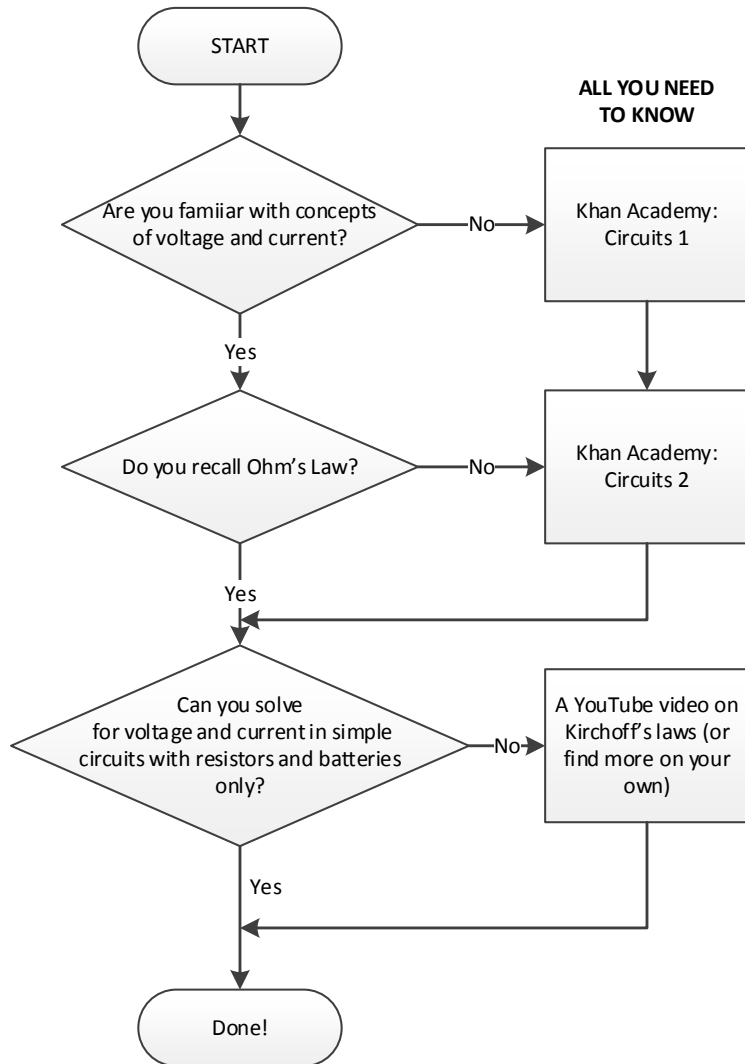 START
ALL YOU NEED
TO KNOW
Are you famiiar with concepts
of voltage and current?
No
Khan Academy:
Circuits 1
Yes
Do you recall Ohm’s Law?
No
Khan Academy:
Circuits 2
Yes
Can you solve
for voltage and current in simple
circuits with resistors and batteries
only?
No
A YouTube video on
Kirchoff’s laws (or
find more on your
own)
Yes
Done!